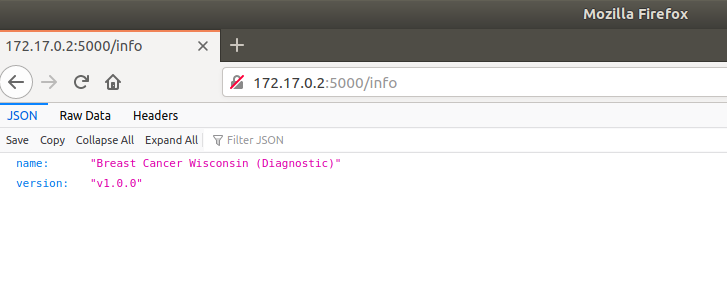 Mozilla Firefox
172.17.0.2:5000/info × +
172.17.0.2:5000/info
JSON Raw Data Headers
Save Copy Collapse All Expand All Filter JSON
name: "Breast Cancer Wisconsin (Diagnostic)"
version: "v1.0.0"